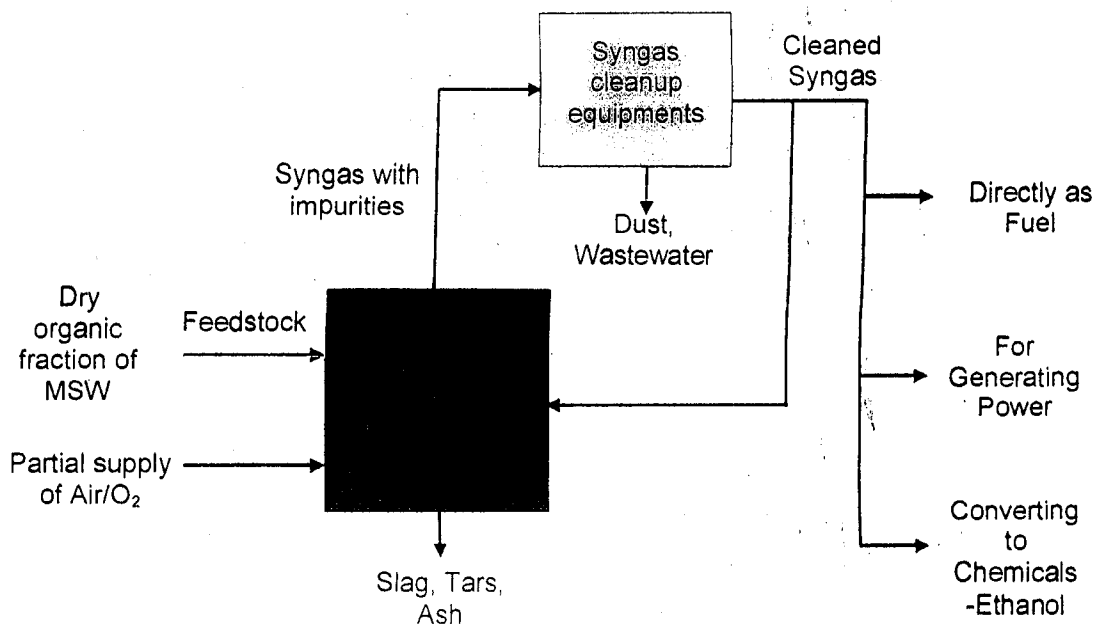 Syngas
cleanup
equipments
Cleaned
Syngas
Syngas with
impurities
Dust,
Wastewater
Directly as
Fuel
Dry
organic
fraction of
MSW
Feedstock
For
Generating
Power
Partial supply
of Air/O₂
Converting
to
Chemicals
-Ethanol
Slag, Tars,
Ash